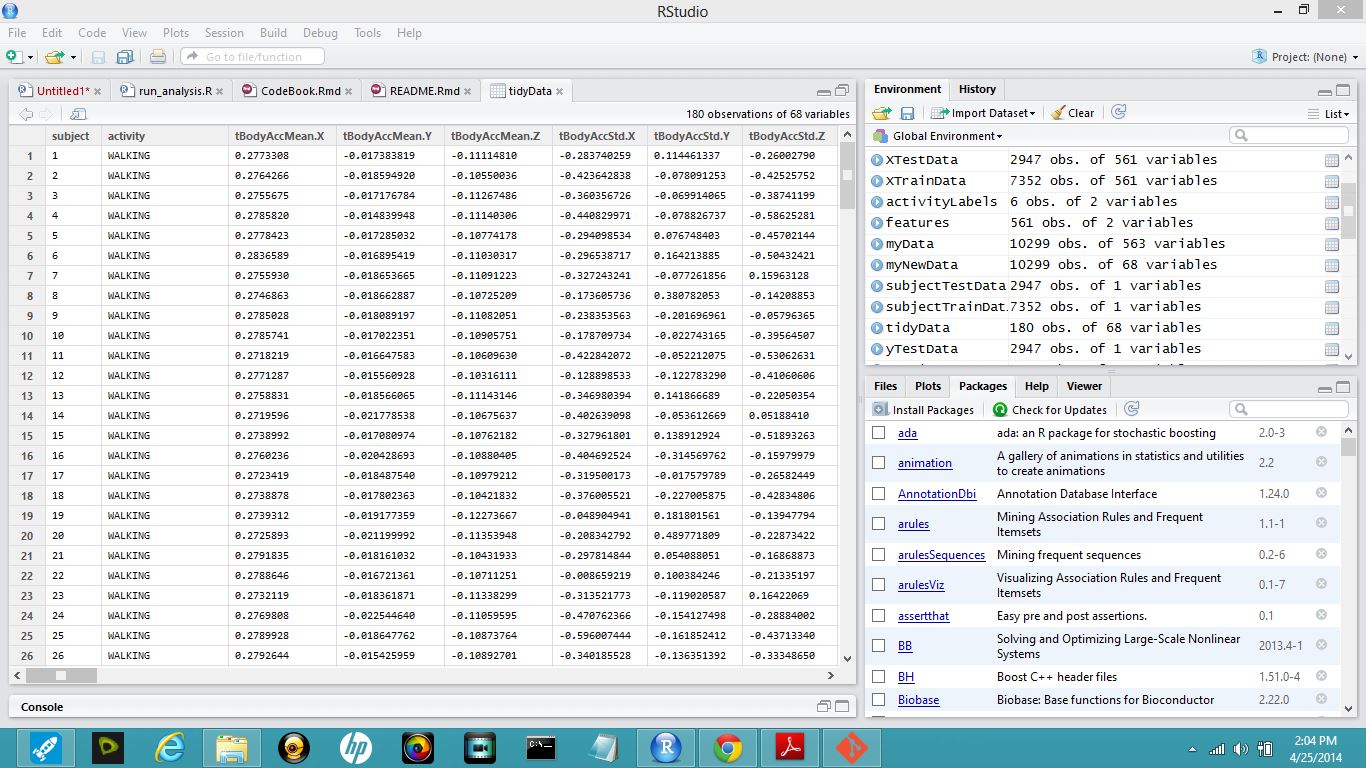 RStudio
File Edit Code View Plots Session Build Debug Tools Help
Go to file/function
Project: (None)
Untitled1* run_analysis.R CodeBook.Rmd README.Rmd tidyData
180 observations of 68 variables
subject activity tBodyAccMean.X tBodyAccMean.Y tBodyAccMean.Z tBodyAccStd.X tBodyAccStd.Y tBodyAccStd.Z
1 1 WALKING 0.2773308 -0.017383819 -0.11114810 -0.283740259 0.114461337 -0.26002790
2 2 WALKING 0.2764266 -0.018594920 -0.10550036 -0.423642838 -0.078091253 -0.42525752
3 3 WALKING 0.2755675 -0.017176784 -0.11267486 -0.360356726 -0.069914065 -0.38741199
4 4 WALKING 0.2785820 -0.014839948 -0.11140306 -0.440829971 -0.078826737 -0.58625281
5 5 WALKING 0.2778423 -0.017285032 -0.10774178 -0.294098534 0.076748403 -0.45702144
6 6 WALKING 0.2836589 -0.016895419 -0.11030317 -0.296538717 0.164213885 -0.50432421
7 7 WALKING 0.2755930 -0.018653665 -0.11091223 -0.327243241 -0.077261856 0.15963128
8 8 WALKING 0.2746863 -0.018662887 -0.10725209 -0.173605736 0.380782053 -0.14208853
9 9 WALKING 0.2785028 -0.018089197 -0.11082051 -0.238353563 -0.201696961 -0.05796365
10 10 WALKING 0.2785741 -0.017022351 -0.10905751 -0.178709734 -0.022743165 -0.39564507
11 11 WALKING 0.2718219 -0.016647583 -0.10609630 -0.422842072 -0.052212075 -0.53062631
12 12 WALKING 0.2771287 -0.015560928 -0.10316111 -0.128898533 -0.122783290 -0.41060606
13 13 WALKING 0.2758831 -0.018566065 -0.11143146 -0.346980394 0.141866689 -0.22050354
14 14 WALKING 0.2719596 -0.021778538 -0.10675637 -0.402639098 -0.053612669 0.05188410
15 15 WALKING 0.2738992 -0.017080974 -0.10762182 -0.327961801 0.138912924 -0.51893263
16 16 WALKING 0.2760236 -0.020428693 -0.10880405 -0.404692524 -0.314569762 -0.15979979
17 17 WALKING 0.2723419 -0.018487540 -0.10979212 -0.319500173 -0.017579789 -0.26582449
18 18 WALKING 0.2738878 -0.017802363 -0.10421832 -0.376005521 -0.227005875 -0.42834806
19 19 WALKING 0.2739312 -0.019177359 -0.12273667 -0.048904941 0.181801561 -0.13947794
20 20 WALKING 0.2725893 -0.021199992 -0.11353948 -0.208342792 0.489771809 -0.22873422
21 21 WALKING 0.2791835 -0.018161032 -0.10431933 -0.297814844 0.054088051 -0.16868873
22 22 WALKING 0.2788646 -0.016721361 -0.10711251 -0.008659219 0.100384246 -0.21335197
23 23 WALKING 0.2732119 -0.018361871 -0.11338299 -0.313521773 -0.119020587 0.16422069
24 24 WALKING 0.2769808 -0.022544640 -0.11059595 -0.470762366 -0.154127498 -0.28884002
25 25 WALKING 0.2789928 -0.018647762 -0.10873764 -0.596007444 -0.161852412 -0.43713340
26 26 WALKING 0.2792644 -0.015425959 -0.10892701 -0.340185528 -0.136351392 -0.33348650
Console
Environment History
Import Dataset Clear List
Global Environment
XTestData 2947 obs. of 561 variables
XTrainData 7352 obs. of 561 variables
activityLabels 6 obs. of 2 variables
features 561 obs. of 2 variables
myData 10299 obs. of 563 variables
myNewData 10299 obs. of 68 variables
subjectTestData 2947 obs. of 1 variables
subjectTrainDat… 7352 obs. of 1 variables
tidyData 180 obs. of 68 variables
yTestData 2947 obs. of 1 variables
Files Plots Packages Help Viewer
Install Packages Check for Updates
ada ada: an R package for stochastic boosting 2.0-3
animation A gallery of animations in statistics and utilities 2.2
to create animations
AnnotationDbi Annotation Database Interface 1.24.0
arules Mining Association Rules and Frequent 1.1-1
Itemsets
arulesSequences Mining frequent sequences 0.2-6
arulesViz Visualizing Association Rules and Frequent 0.1-7
Itemsets
assertthat Easy pre and post assertions. 0.1
BB Solving and Optimizing Large-Scale Nonlinear 2013.4-1
Systems
BH Boost C++ header files 1.51.0-4
Biobase Biobase: Base functions for Bioconductor 2.22.0
hp
C:\
R
2:04 PM
4/25/2014